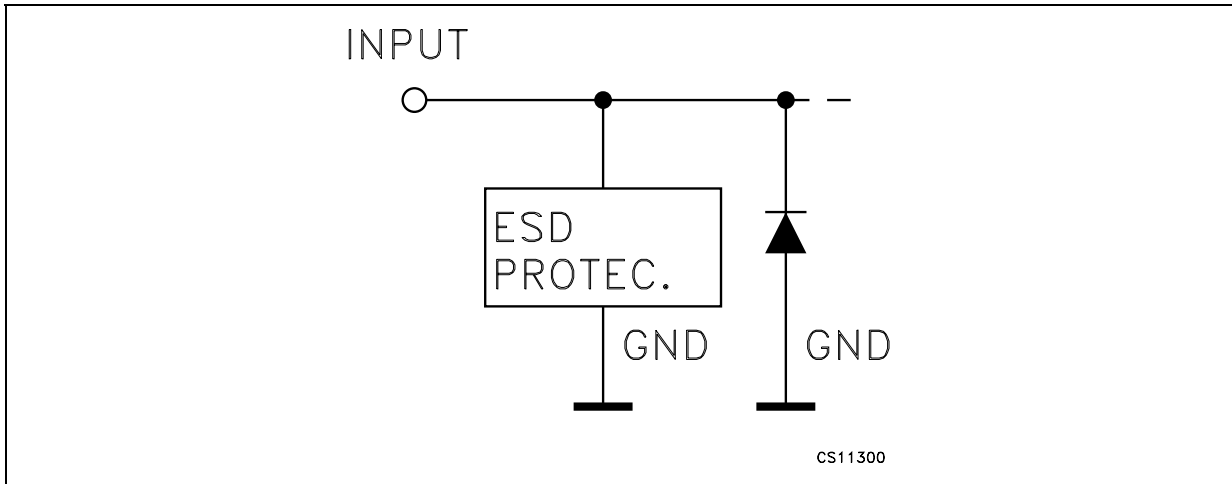 INPUT
ESD
PROTEC.
GND
GND
CS11300